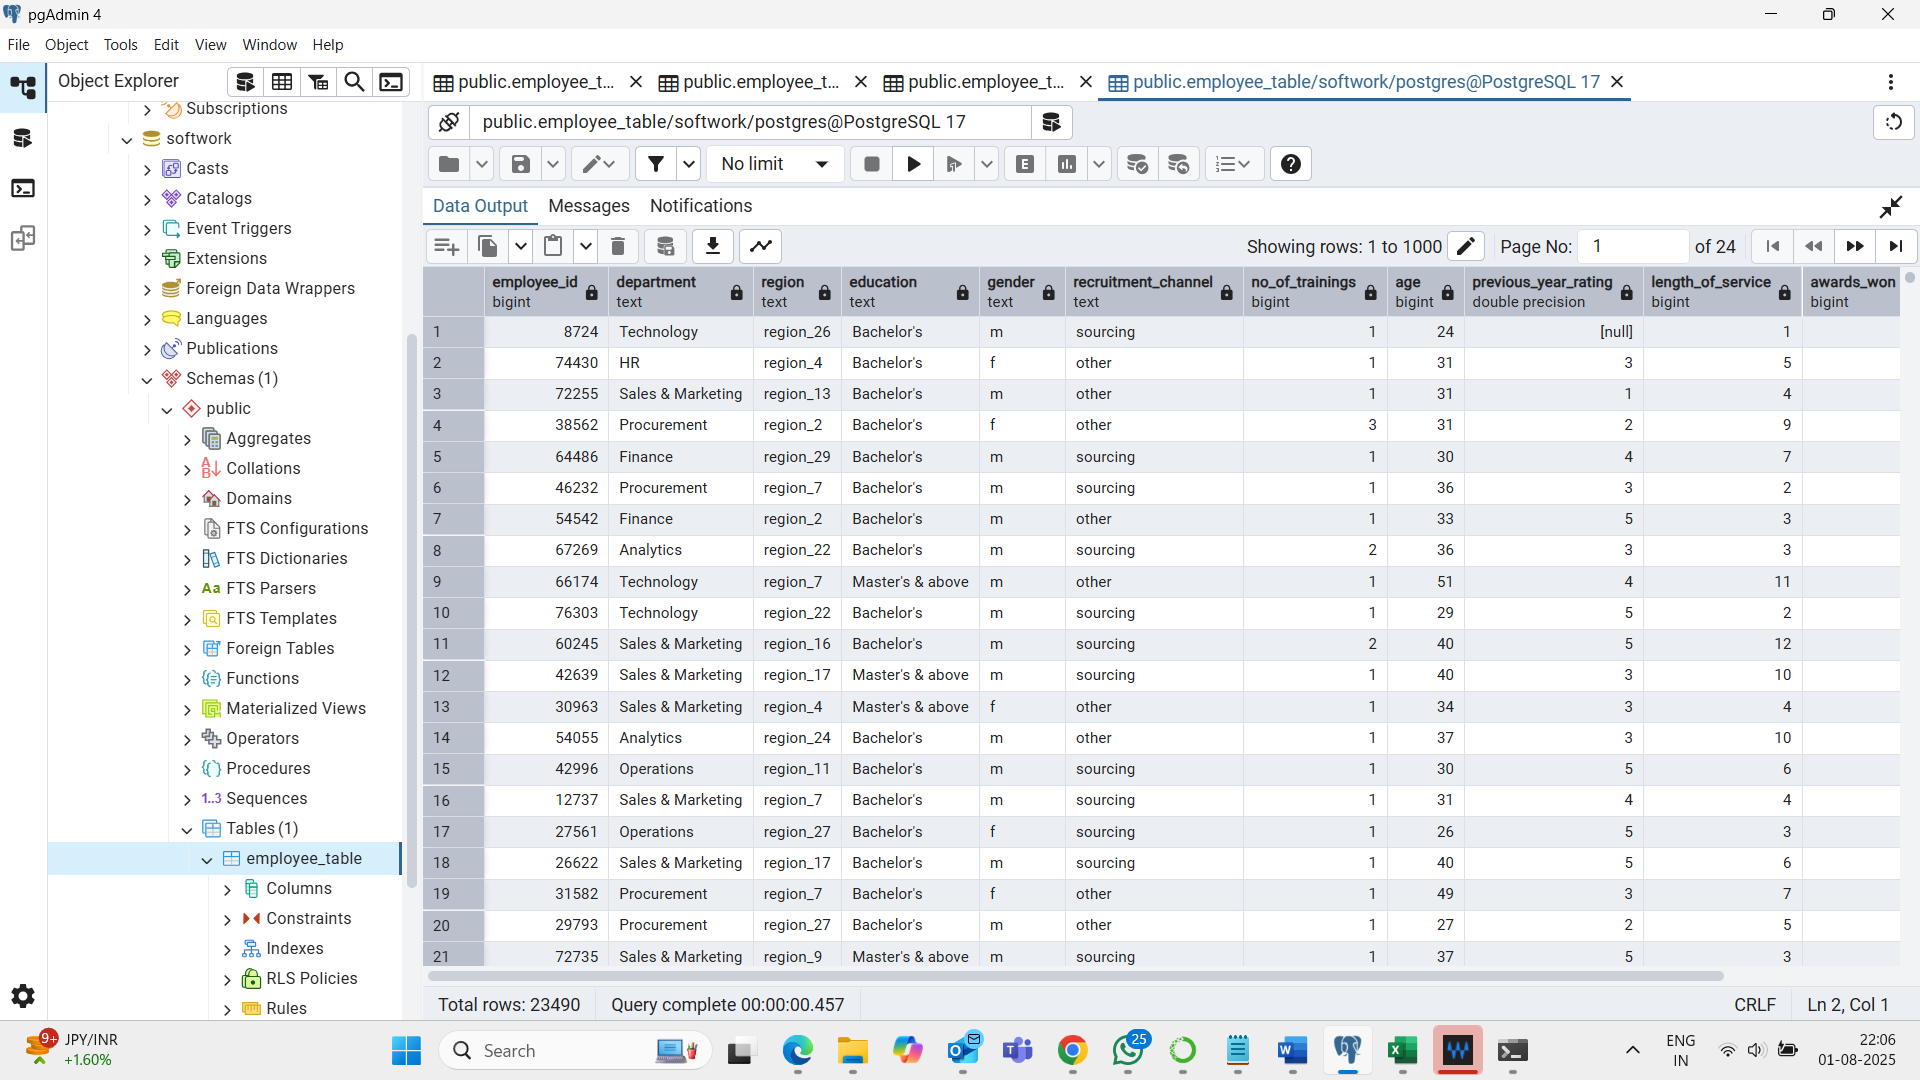 pgAdmin 4
File Object Tools Edit View Window Help
Object Explorer
public.employee_t...
public.employee_t...
public.employee_t...
public.employee_table/softwork/postgres@PostgreSQL 17
Subscriptions
softwork
Casts
Catalogs
Event Triggers
Extensions
Foreign Data Wrappers
Languages
Publications
Schemas (1)
public
Aggregates
Collations
Domains
FTS Configurations
FTS Dictionaries
Aa FTS Parsers
FTS Templates
Foreign Tables
Functions
Materialized Views
Operators
Procedures
1..3 Sequences
Tables (1)
employee_table
Columns
Constraints
Indexes
RLS Policies
Rules
public.employee_table/softwork/postgres@PostgreSQL 17
No limit
E
Data Output Messages Notifications
Showing rows: 1 to 1000 Page No: 1 of 24
employee_id department region education gender recruitment_channel no_of_trainings age previous_year_rating length_of_service awards_won
bigint text text text text text bigint bigint double precision bigint bigint
1 8724 Technology region_26 Bachelor's m sourcing 1 24 [null] 1
2 74430 HR region_4 Bachelor's f other 1 31 3 5
3 72255 Sales & Marketing region_13 Bachelor's m other 1 31 1 4
4 38562 Procurement region_2 Bachelor's f other 3 31 2 9
5 64486 Finance region_29 Bachelor's m sourcing 1 30 4 7
6 46232 Procurement region_7 Bachelor's m sourcing 1 36 3 2
7 54542 Finance region_2 Bachelor's m other 1 33 5 3
8 67269 Analytics region_22 Bachelor's m sourcing 2 36 3 3
9 66174 Technology region_7 Master's & above m other 1 51 4 11
10 76303 Technology region_22 Bachelor's m sourcing 1 29 5 2
11 60245 Sales & Marketing region_16 Bachelor's m sourcing 2 40 5 12
12 42639 Sales & Marketing region_17 Master's & above m sourcing 1 40 3 10
13 30963 Sales & Marketing region_4 Master's & above f other 1 34 3 4
14 54055 Analytics region_24 Bachelor's m other 1 37 3 10
15 42996 Operations region_11 Bachelor's m sourcing 1 30 5 6
16 12737 Sales & Marketing region_7 Bachelor's m sourcing 1 31 4 4
17 27561 Operations region_27 Bachelor's f sourcing 1 26 5 3
18 26622 Sales & Marketing region_17 Bachelor's m sourcing 1 40 5 6
19 31582 Procurement region_7 Bachelor's f other 1 49 3 7
20 29793 Procurement region_27 Bachelor's m other 1 27 2 5
21 72735 Sales & Marketing region_9 Master's & above m sourcing 1 37 5 3
Total rows: 23490 Query complete 00:00:00.457 CRLF Ln 2, Col 1
9+ JPY/INR
+1.60%
Search
25
ENG
IN
22:06
01-08-2025